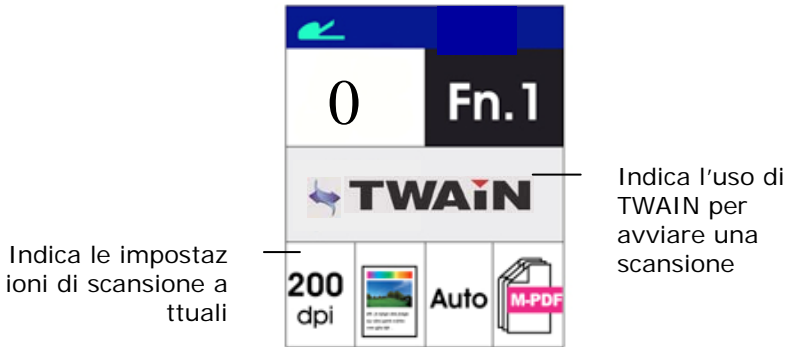 0 Fn.1
TWAIN
Indica l'uso di
TWAIN per
avviare una
scansione
Indica le impostaz
ioni di scansione a
ttuali
200
dpi
Auto
M-PDF